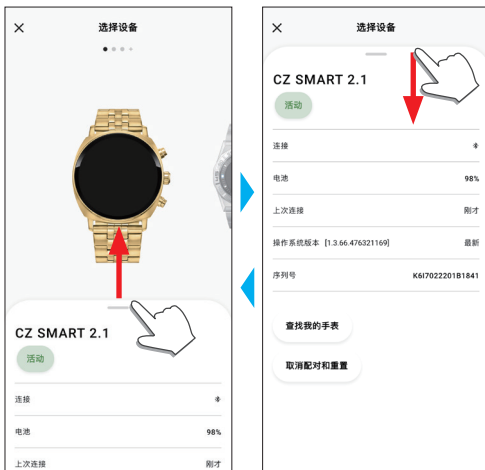 选择设备
CZ SMART 2.1
活动
连接
电池 98%
上次连接 刚才
选择设备
CZ SMART 2.1
活动
连接
电池 98%
上次连接 刚才
操作系统版本 [1.3.66.476321169] 最新
序列号 K6I7022201B1841
查找我的手表
取消配对和重置